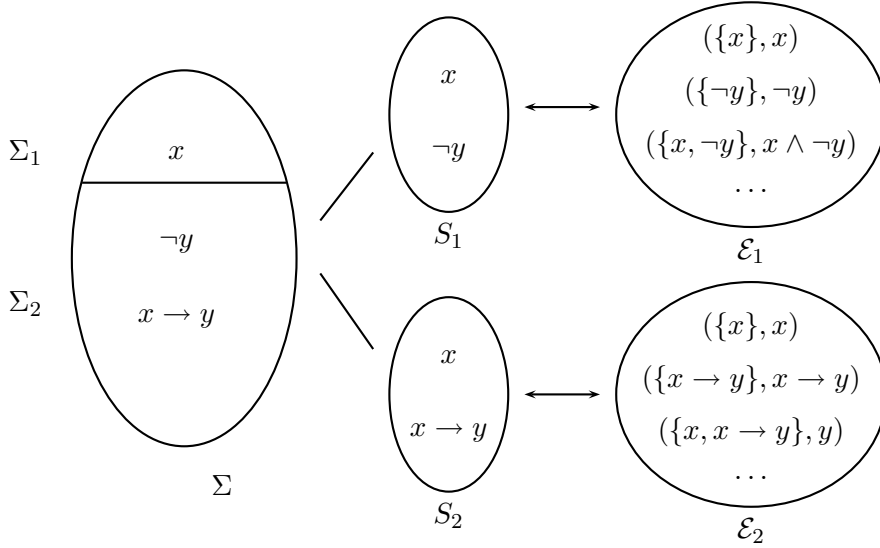 Σ₁
x
¬y
Σ₂
x → y
Σ
x
¬y
S₁
({x}, x)
({¬y}, ¬y)
({x, ¬y}, x ∧ ¬y)
...
ℰ₁
x
x → y
S₂
({x}, x)
({x → y}, x → y)
({x, x → y}, y)
...
ℰ₂